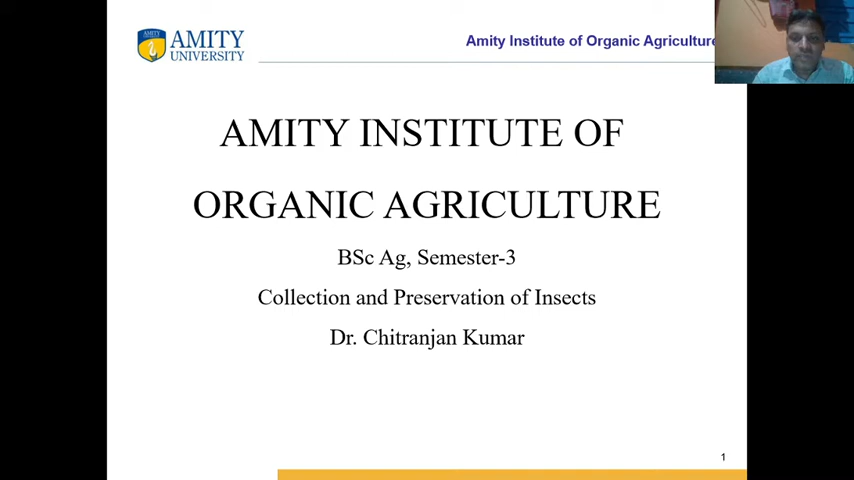 AMITY
AMITY
UNIVERSITY
Amity Institute of Organic Agriculture
AMITY INSTITUTE OF
ORGANIC AGRICULTURE
BSc Ag, Semester-3
Collection and Preservation of Insects
Dr. Chitranjan Kumar
1